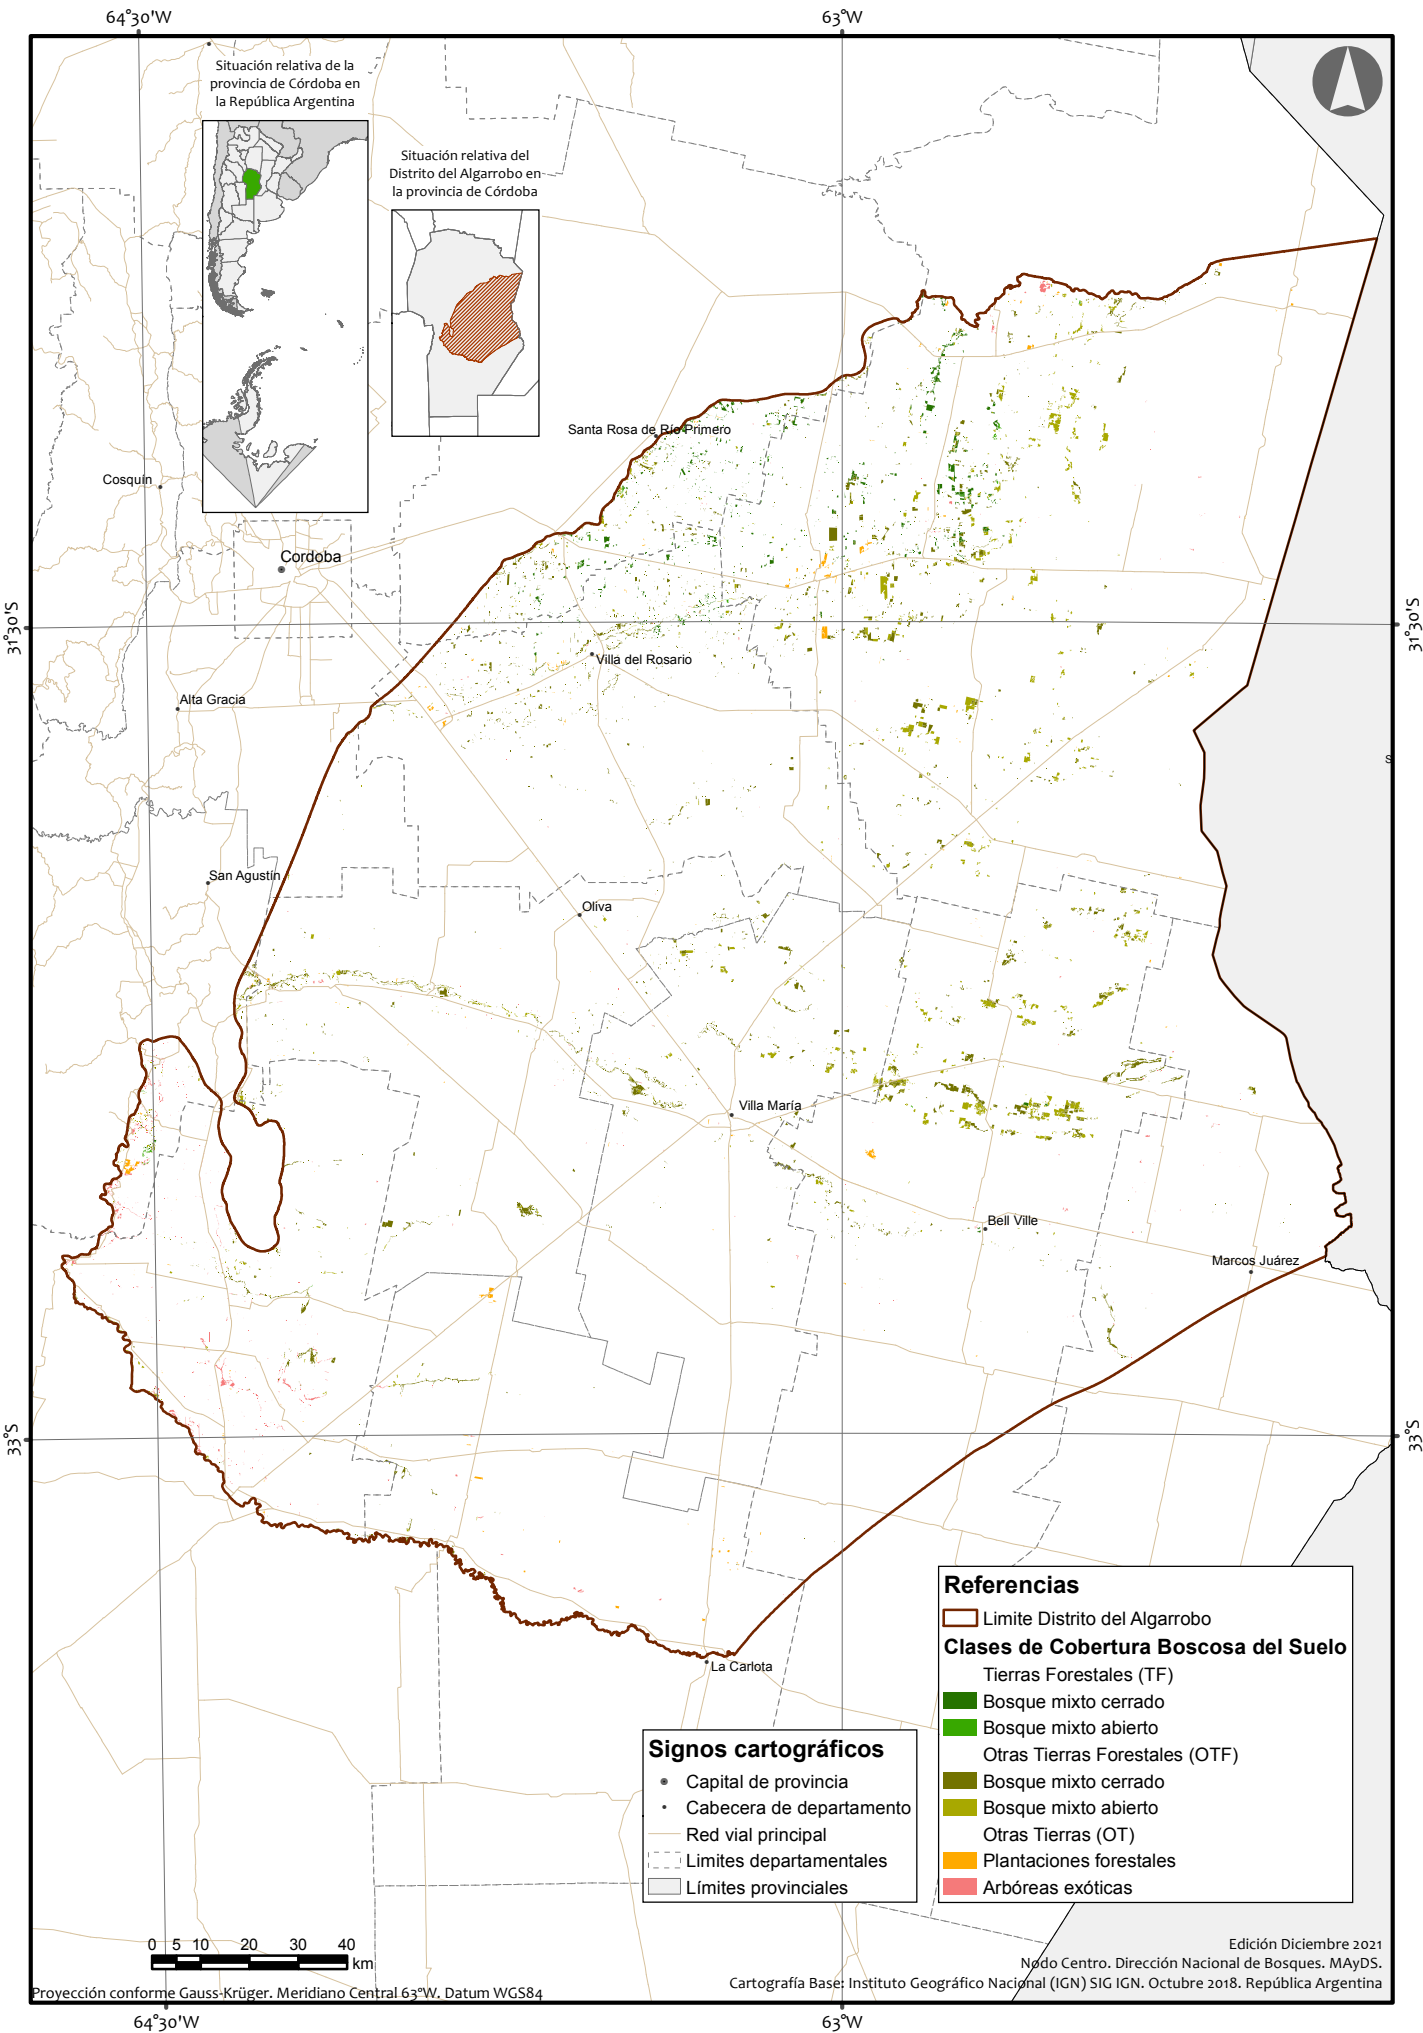 64°30'W
63°W
Situación relativa de la
provincia de Córdoba en
la República Argentina
Situación relativa del
Distrito del Algarrobo en
la provincia de Córdoba
Santa Rosa de Río Primero
Cosquín
Cordoba
31°30'S
31°30'S
Villa del Rosario
Alta Gracia
S
San Agustín
Oliva
Villa María
Bell Ville
Marcos Juárez
33°S
33°S
La Carlota
Referencias
Limite Distrito del Algarrobo
Clases de Cobertura Boscosa del Suelo
Tierras Forestales (TF)
Bosque mixto cerrado
Bosque mixto abierto
Otras Tierras Forestales (OTF)
Bosque mixto cerrado
Bosque mixto abierto
Otras Tierras (OT)
Plantaciones forestales
Arbóreas exóticas
Signos cartográficos
Capital de provincia
Cabecera de departamento
Red vial principal
Limites departamentales
Límites provinciales
0 5 10 20 30 40
km
Edición Diciembre 2021
Nodo Centro. Dirección Nacional de Bosques. MAyDS.
Cartografía Base: Instituto Geográfico Nacional (IGN) SIG IGN. Octubre 2018. República Argentina
Proyección conforme Gauss-Krüger. Meridiano Central 63°W. Datum WGS84
64°30'W
63°W